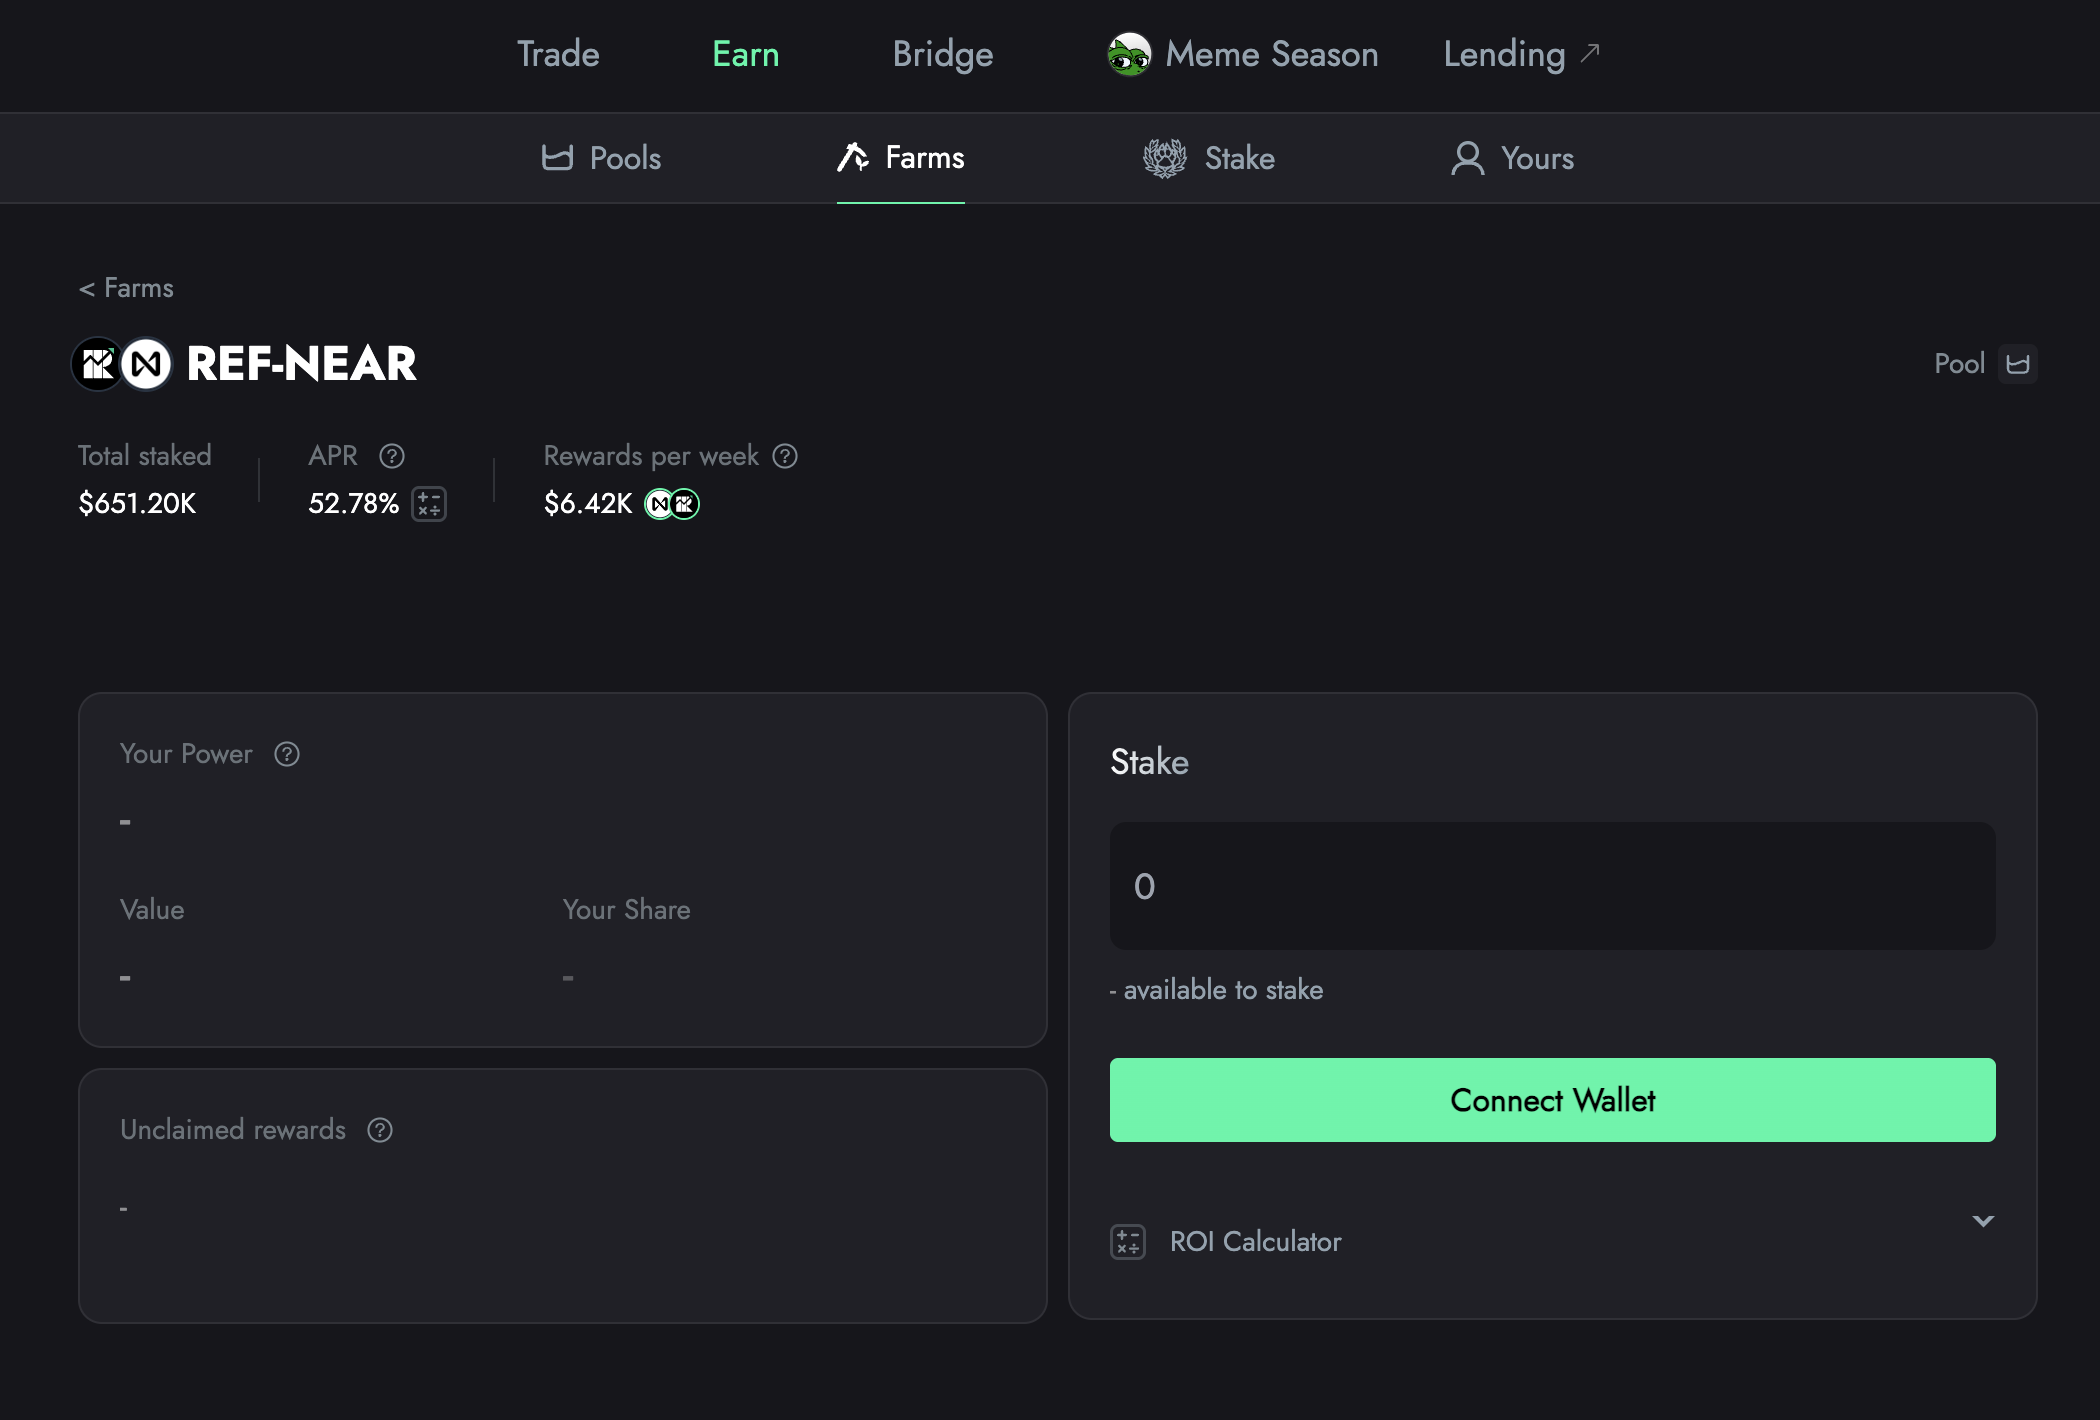 Trade Earn Bridge Meme Season Lending
Pools Farms Stake Yours
< Farms
REF-NEAR
Pool
Total staked
$651.20K
APR
52.78%
Rewards per week
$6.42K
Your Power
-
Value
-
Your Share
-
Unclaimed rewards
-
Stake
0
- available to stake
Connect Wallet
ROI Calculator